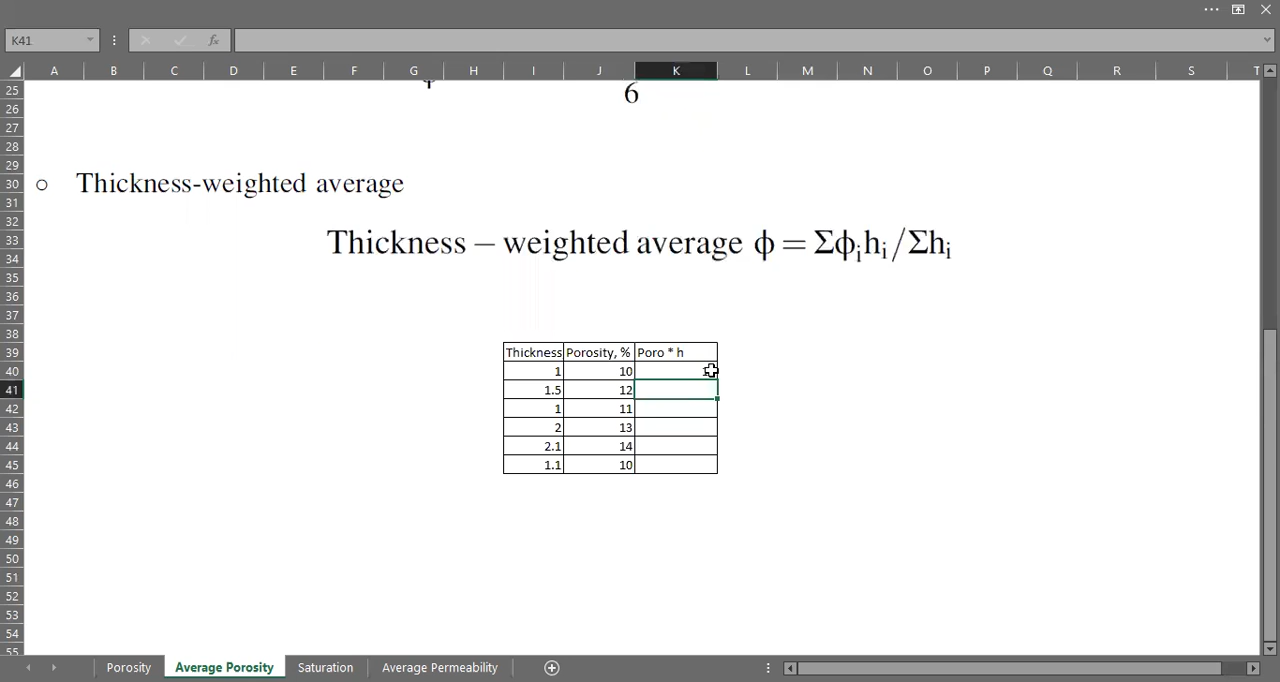 K41 fx
A B C D E F G H I J K L M N O P Q R S T
25
26 6
27
28
29
30 ○ Thickness-weighted average
31
32
33 Thickness – weighted average ϕ = Σϕᵢhᵢ/Σhᵢ
34
35
36
37
38
39 Thickness Porosity, % Poro * h
40 1 10
41 1.5 12
42 1 11
43 2 13
44 2.1 14
45 1.1 10
46
47
48
49
50
51
52
53
54
55
Porosity Average Porosity Saturation Average Permeability